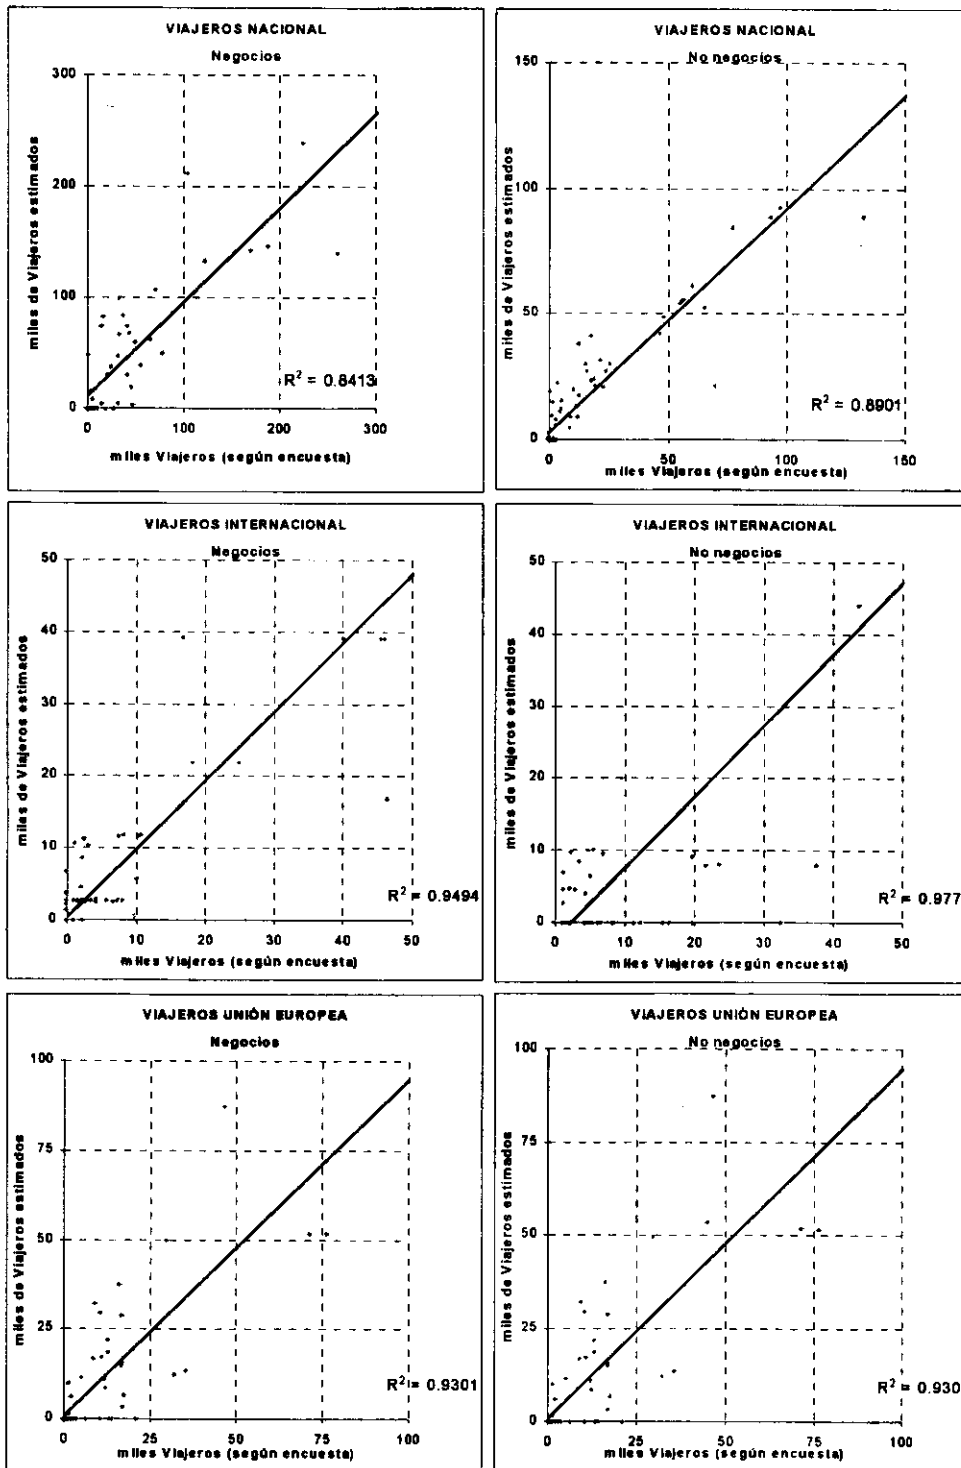 VIAJEROS NACIONAL
Negocios
300
200
100
0
0 100 200 300
miles de Viajeros estimados
R² = 0.8413
miles Viajeros (según encuesta)
VIAJEROS NACIONAL
No negocios
150
100
50
0
0 50 100 150
miles de Viajeros estimados
R² = 0.8901
miles Viajeros (según encuesta)
VIAJEROS INTERNACIONAL
Negocios
50
40
30
20
10
0
0 10 20 30 40 50
miles de Viajeros estimados
R² = 0.9494
miles Viajeros (según encuesta)
VIAJEROS INTERNACIONAL
No negocios
50
40
30
20
10
0
0 10 20 30 40 50
miles de Viajeros estimados
R² = 0.977
miles Viajeros (según encuesta)
VIAJEROS UNIÓN EUROPEA
Negocios
100
75
50
25
0
0 25 50 75 100
miles de Viajeros estimados
R² = 0.9301
miles Viajeros (según encuesta)
VIAJEROS UNIÓN EUROPEA
No negocios
100
75
50
25
0
0 25 50 75 100
miles de Viajeros estimados
R² = 0.930
miles Viajeros (según encuesta)